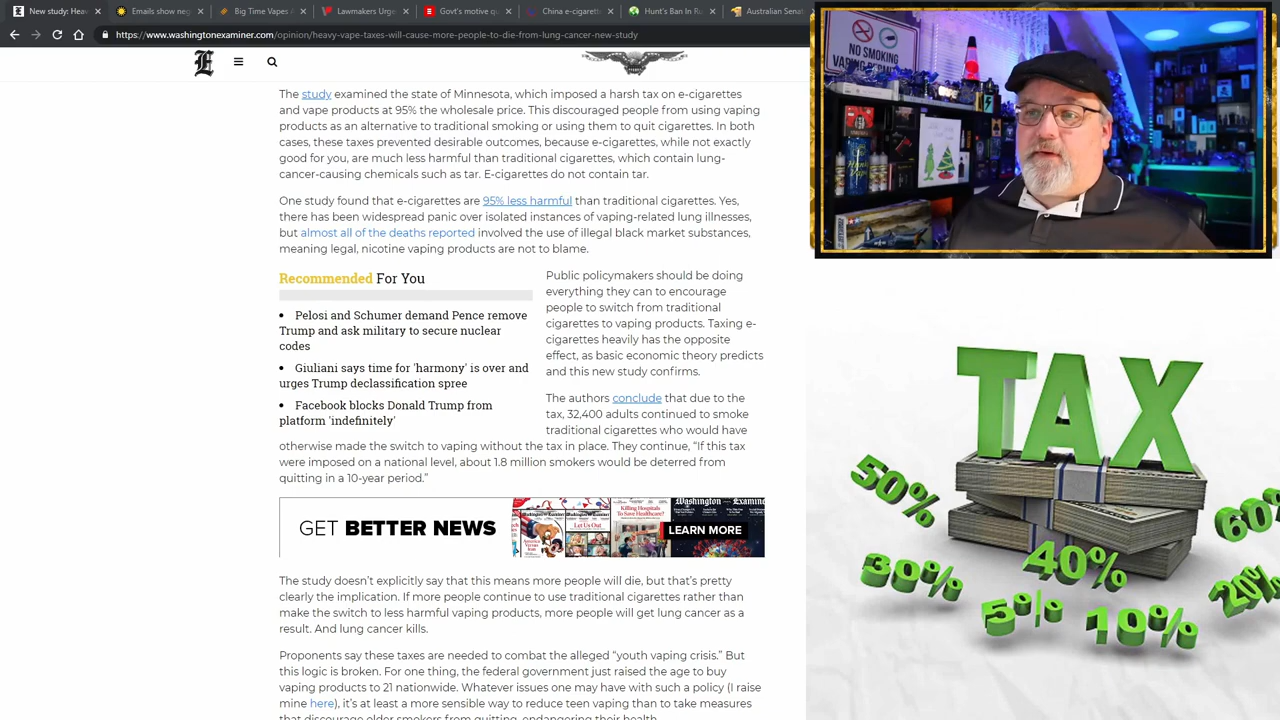 New study: Heav
Emails show neg
Big Time Vapes
Lawmakers Urge
Govt's motive qu
China e-cigarett
Hunt's Ban In Ru
Australian Senat
https://www.washingtonexaminer.com/opinion/heavy-vape-taxes-will-cause-more-people-to-die-from-lung-cancer-new-study
E
The study examined the state of Minnesota, which imposed a harsh tax on e-cigarettes
and vape products at 95% the wholesale price. This discouraged people from using vaping
products as an alternative to traditional smoking or using them to quit cigarettes. In both
cases, these taxes prevented desirable outcomes, because e-cigarettes, while not exactly
good for you, are much less harmful than traditional cigarettes, which contain lung-
cancer-causing chemicals such as tar. E-cigarettes do not contain tar.
One study found that e-cigarettes are 95% less harmful than traditional cigarettes. Yes,
there has been widespread panic over isolated instances of vaping-related lung illnesses,
but almost all of the deaths reported involved the use of illegal black market substances,
meaning legal, nicotine vaping products are not to blame.
Recommended For You
• Pelosi and Schumer demand Pence remove
Trump and ask military to secure nuclear
codes
• Giuliani says time for 'harmony' is over and
urges Trump declassification spree
• Facebook blocks Donald Trump from
platform 'indefinitely'
Public policymakers should be doing
everything they can to encourage
people to switch from traditional
cigarettes to vaping products. Taxing e-
cigarettes heavily has the opposite
effect, as basic economic theory predicts
and this new study confirms.
The authors conclude that due to the
tax, 32,400 adults continued to smoke
traditional cigarettes who would have
otherwise made the switch to vaping without the tax in place. They continue, “If this tax
were imposed on a national level, about 1.8 million smokers would be deterred from
quitting in a 10-year period.”
GET BETTER NEWS
Washington Examiner
LEARN MORE
The study doesn’t explicitly say that this means more people will die, but that’s pretty
clearly the implication. If more people continue to use traditional cigarettes rather than
make the switch to less harmful vaping products, more people will get lung cancer as a
result. And lung cancer kills.
Proponents say these taxes are needed to combat the alleged “youth vaping crisis.” But
this logic is broken. For one thing, the federal government just raised the age to buy
vaping products to 21 nationwide. Whatever issues one may have with such a policy (I raise
mine here), it’s at least a more sensible way to reduce teen vaping than to take measures
that discourage older smokers from quitting, endangering their health.
NO SMOKING
VAPING PERMITTED
TAX
50%
60%
30%
40%
20%
5%
10%